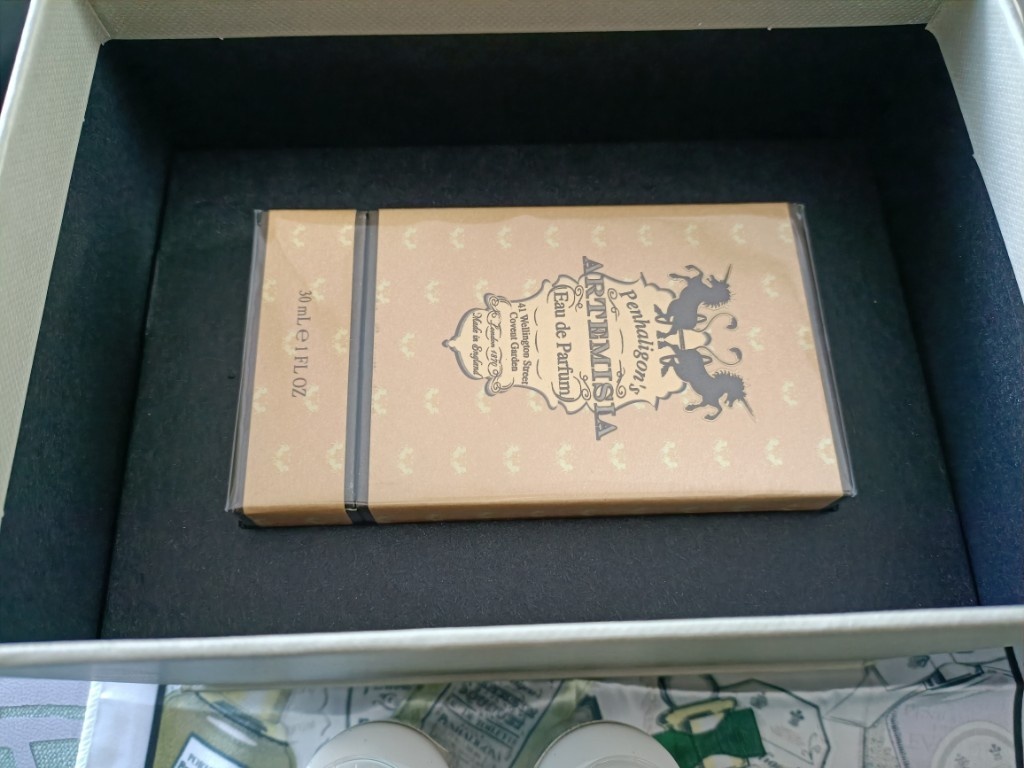 Penhaligon's
ARTEMISIA
Eau de Parfum
41 Wellington Street
Covent Garden
London 1870
Made in England
30 mL e 1 FL OZ